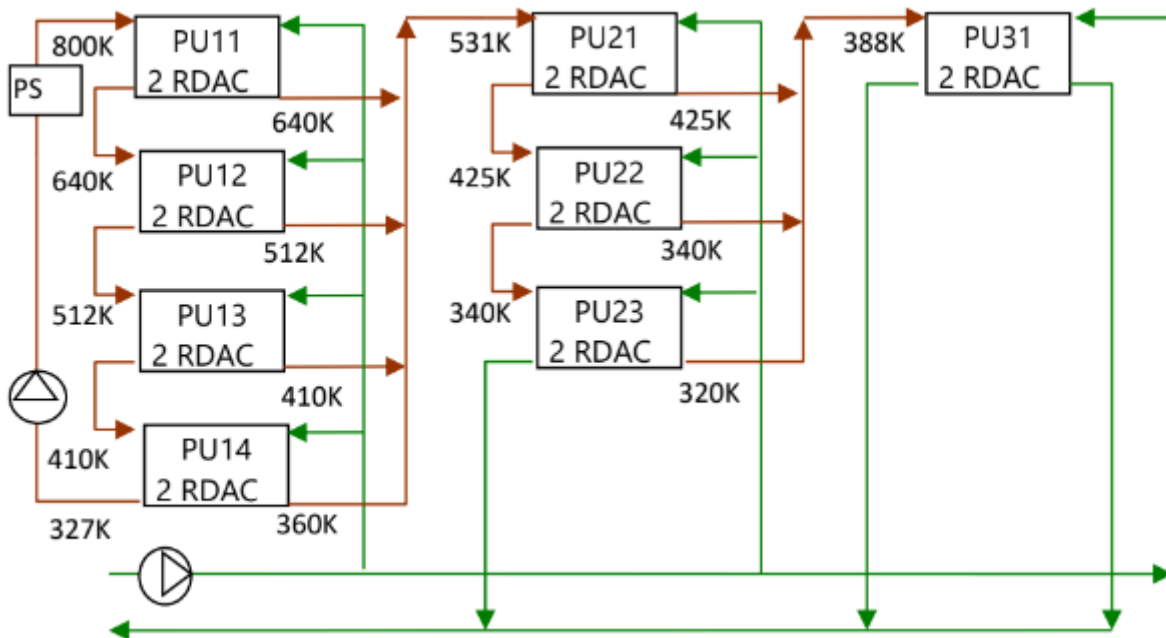 800K
PU11
2 RDAC
PS
640K
640K
PU12
2 RDAC
512K
512K
PU13
2 RDAC
410K
410K
PU14
2 RDAC
327K
360K
531K
PU21
2 RDAC
425K
425K
PU22
2 RDAC
340K
340K
PU23
2 RDAC
320K
388K
PU31
2 RDAC